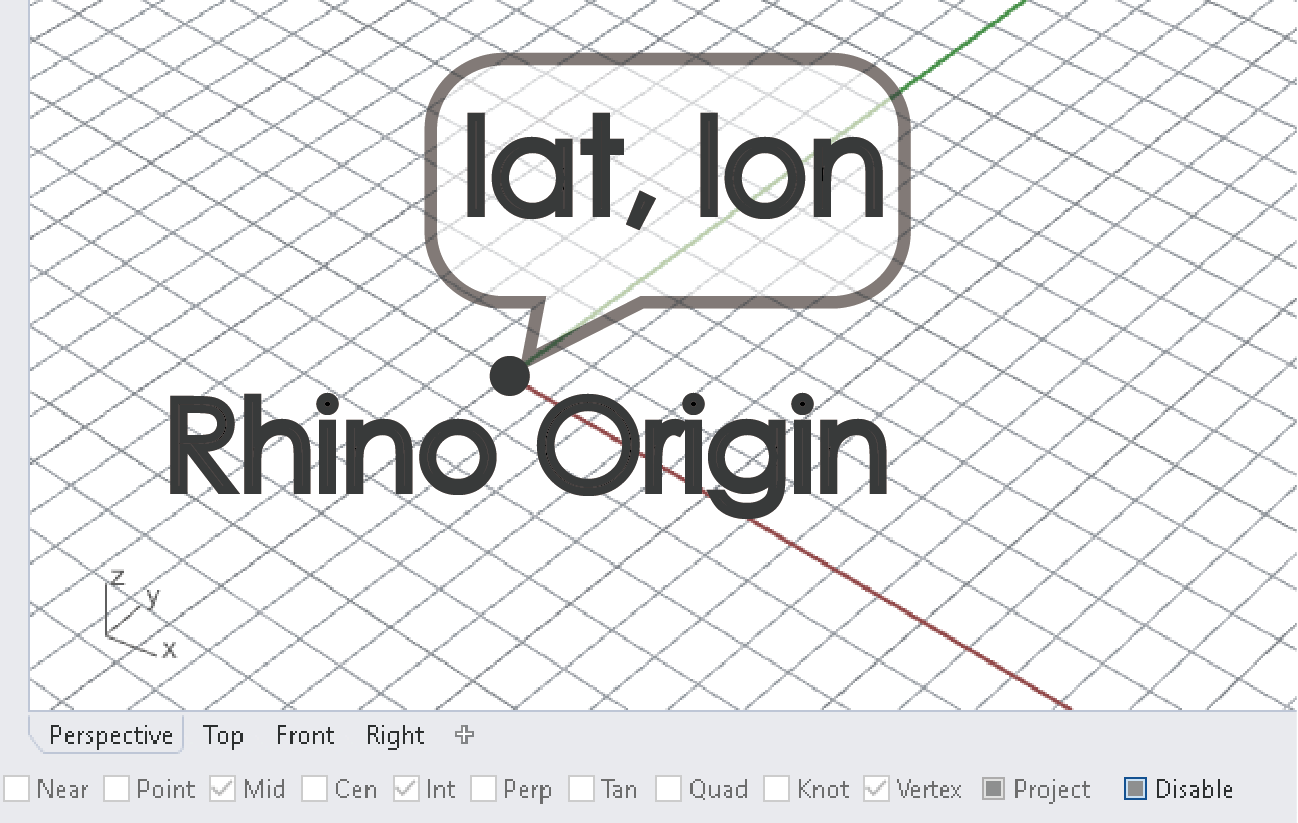 lat, lon
Rhino Origin
z
y
x
Perspective Top Front Right
Near Point Mid Cen Int Perp Tan Quad Knot Vertex Project Disable